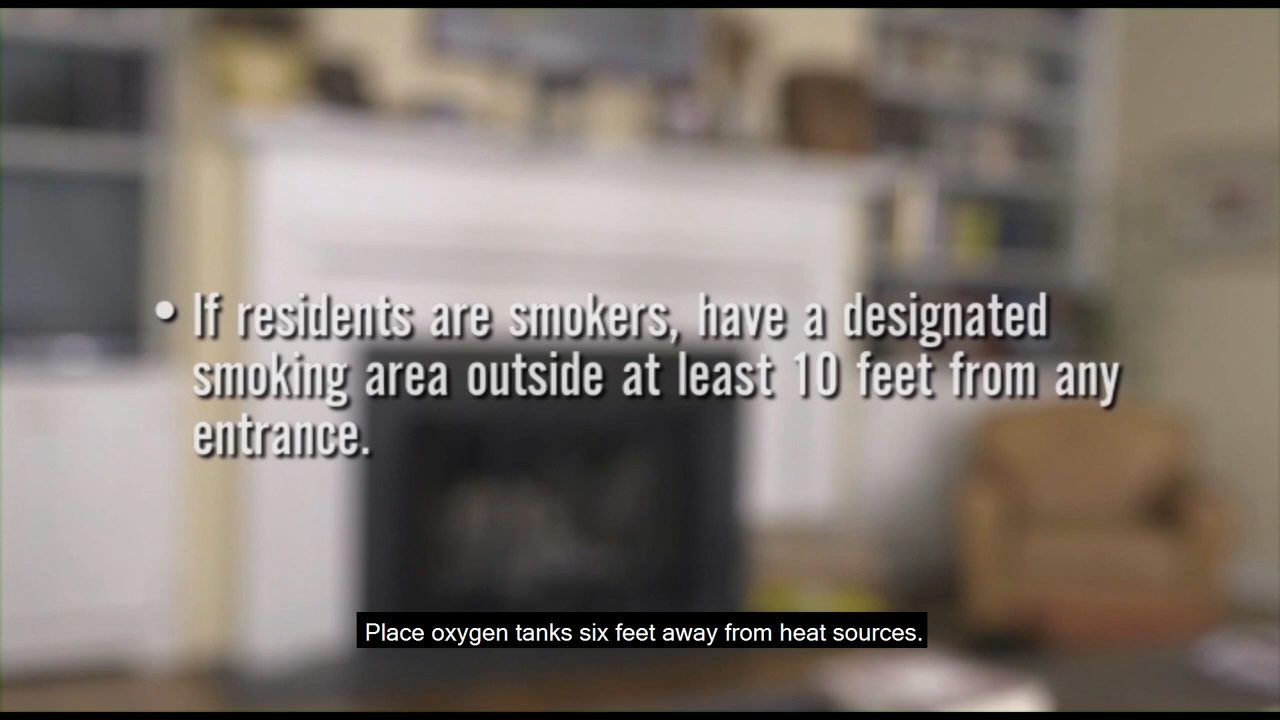 • If residents are smokers, have a designated
smoking area outside at least 10 feet from any
entrance.
Place oxygen tanks six feet away from heat sources.